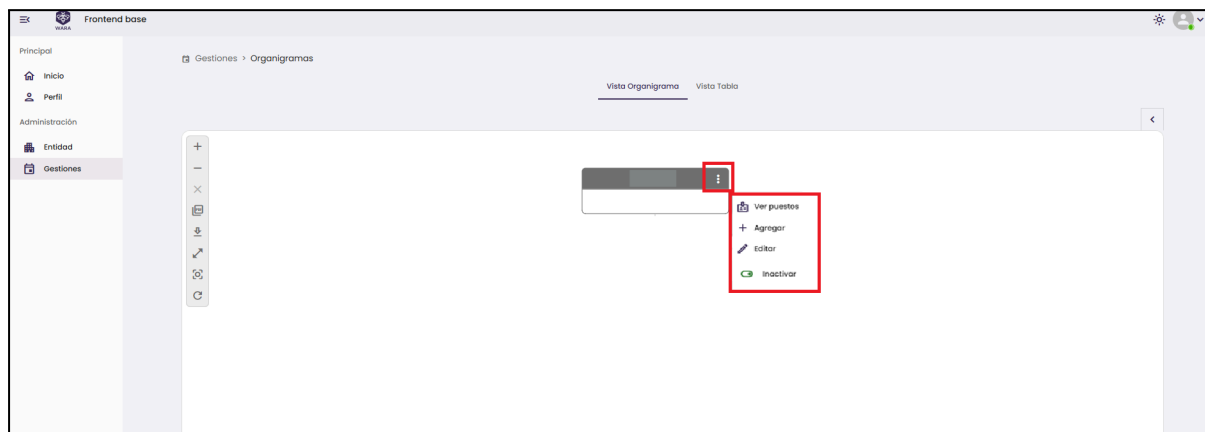 WARA
Frontend base
Principal
Inicio
Perfil
Administración
Entidad
Gestiones
Gestiones > Organigramas
Vista Organigrama
Vista Tabla
Ver puestos
Agregar
Editar
Inactivar